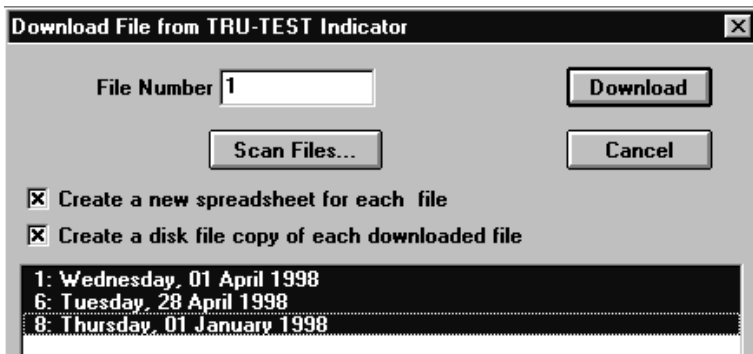 Download File from TRU-TEST Indicator
File Number 1 Download
Scan Files... Cancel
Create a new spreadsheet for each file
Create a disk file copy of each downloaded file
1: Wednesday, 01 April 1998
6: Tuesday, 28 April 1998
8: Thursday, 01 January 1998